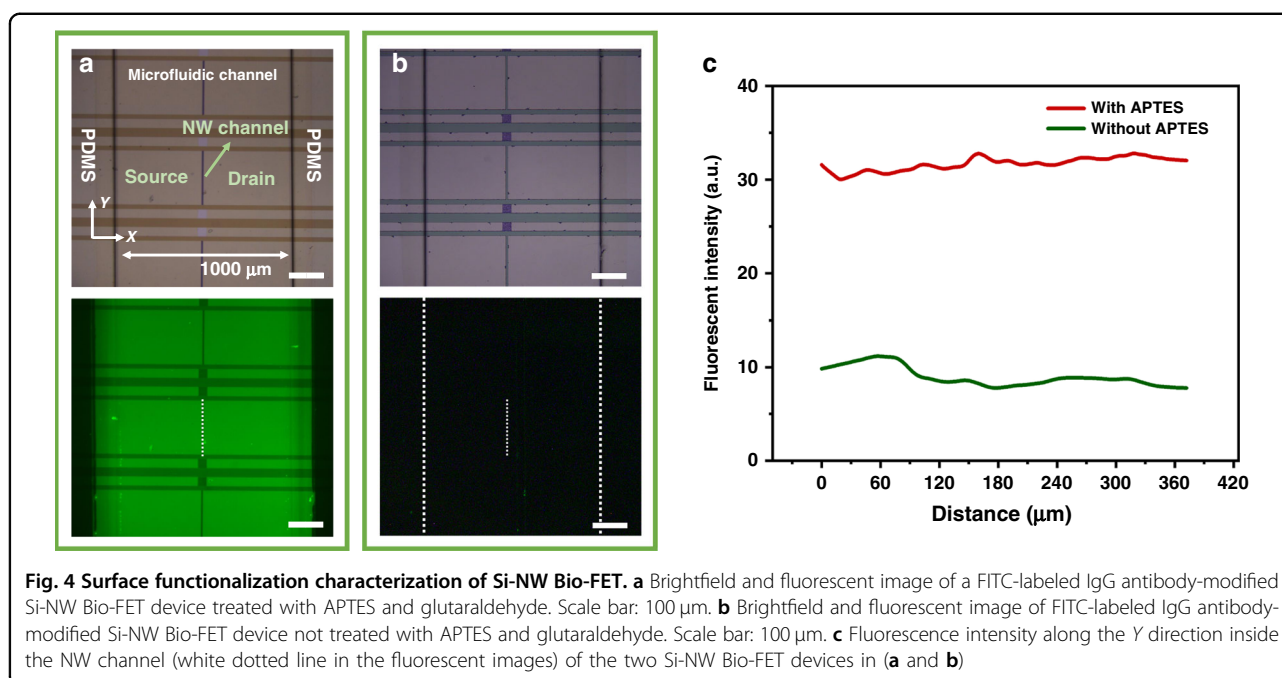 a
Microfluidic channel
NW channel
PDMS
PDMS
Source
Drain
Y
X
1000 μm
b
c
40
30
20
10
0
Fluorescent intensity (a.u.)
With APTES
Without APTES
0 60 120 180 240 300 360 420
Distance (μm)
Fig. 4 Surface functionalization characterization of Si-NW Bio-FET. a Brightfield and fluorescent image of a FITC-labeled IgG antibody-modified
Si-NW Bio-FET device treated with APTES and glutaraldehyde. Scale bar: 100 μm. b Brightfield and fluorescent image of FITC-labeled IgG antibody-
modified Si-NW Bio-FET device not treated with APTES and glutaraldehyde. Scale bar: 100 μm. c Fluorescence intensity along the Y direction inside
the NW channel (white dotted line in the fluorescent images) of the two Si-NW Bio-FET devices in (a and b)